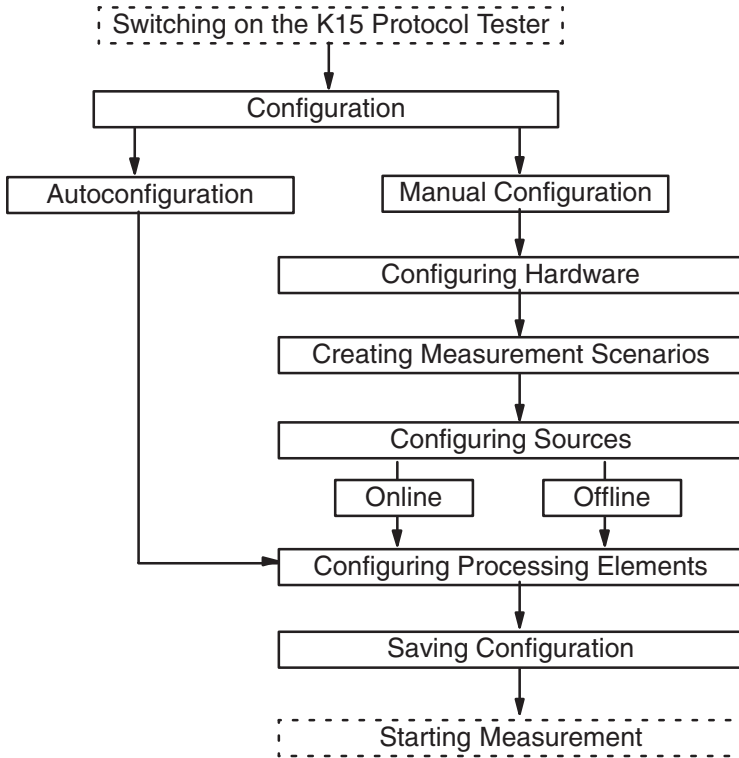 Switching on the K15 Protocol Tester
Configuration
Autoconfiguration
Manual Configuration
Configuring Hardware
Creating Measurement Scenarios
Configuring Sources
Online
Offline
Configuring Processing Elements
Saving Configuration
Starting Measurement